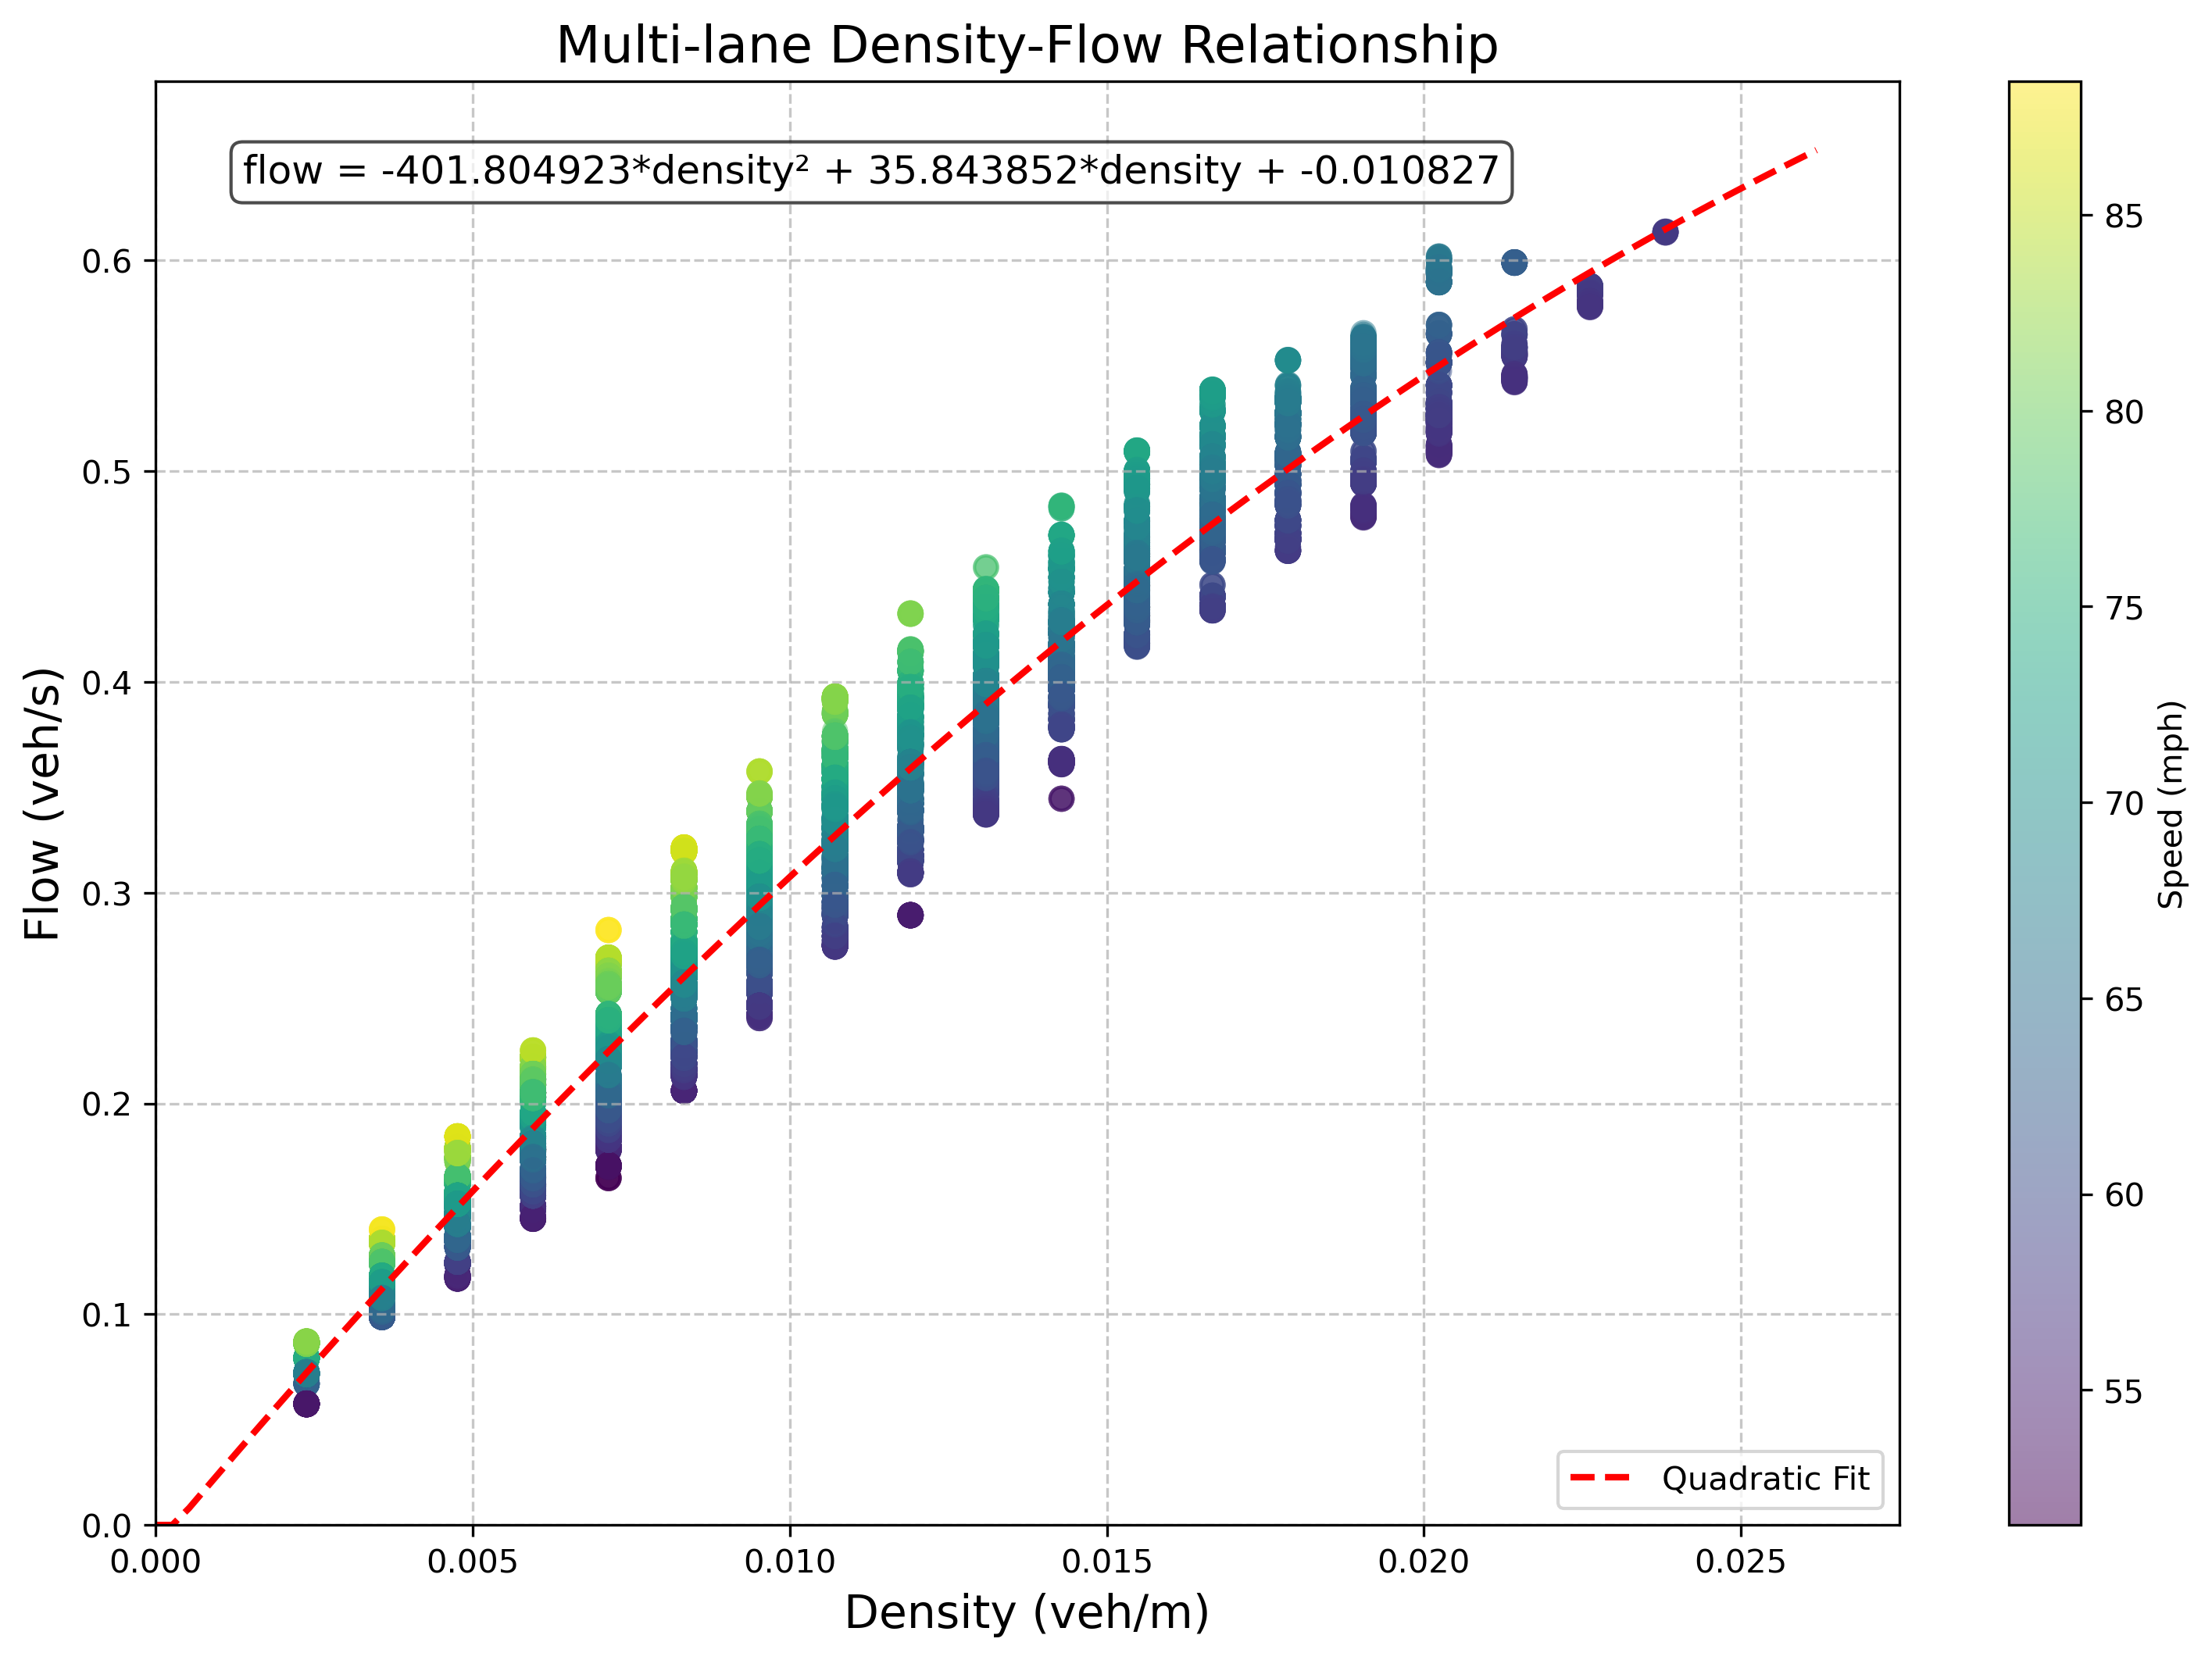 Multi-lane Density-Flow Relationship
flow = -401.804923*density² + 35.843852*density + -0.010827
Flow (veh/s)
0.6
0.5
0.4
0.3
0.2
0.1
0.0
0.000 0.005 0.010 0.015 0.020 0.025
Density (veh/m)
Quadratic Fit
85
80
75
70
65
60
55
Speed (mph)